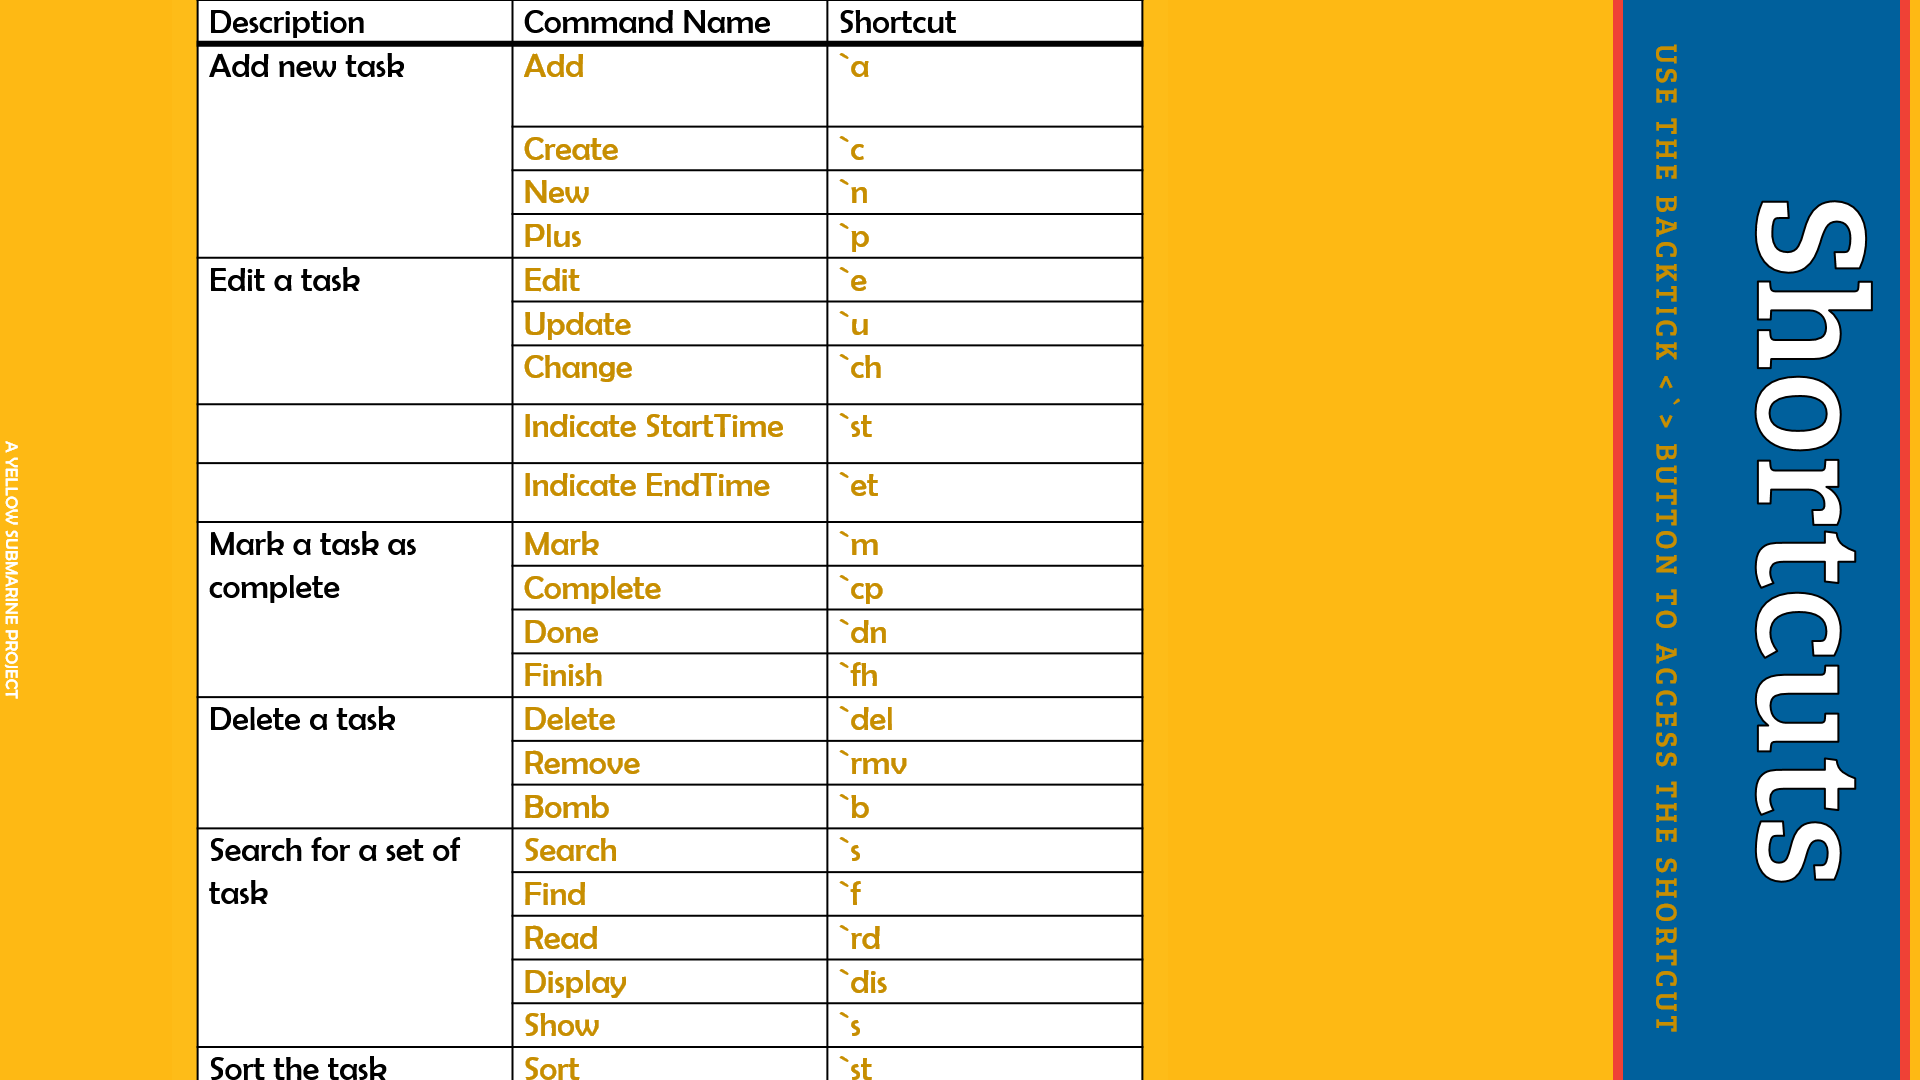 Description Command Name Shortcut
Add new task Add `a
Create `c
New `n
Plus `p
Edit a task Edit `e
Update `u
Change `ch
Indicate StartTime `st
Indicate EndTime `et
Mark a task as Mark `m
complete Complete `cp
Done `dn
Finish `fh
Delete a task Delete `del
Remove `rmv
Bomb `b
Search for a set of Search `s
task Find `f
Read `rd
Display `dis
Show `s
Sort the task Sort `st
USE THE BACKTICK <`> BUTTON TO ACCESS THE SHORTCUT
Shortcuts
A YELLOW SUBMARINE PROJECT